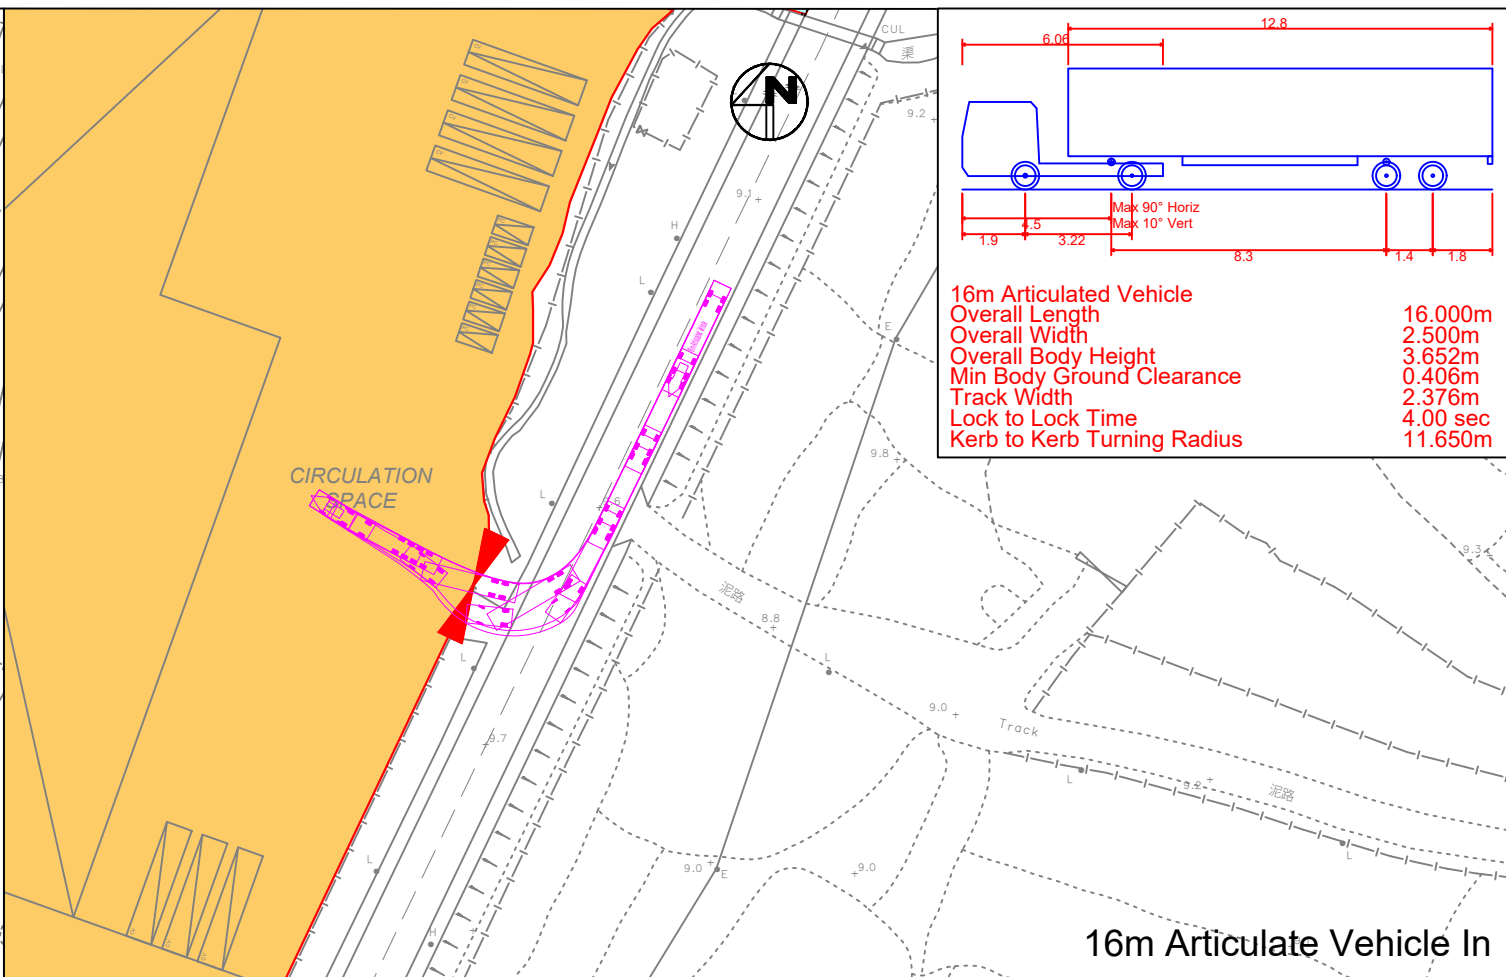 CUL
渠
N
9.2
9.1
H
L
E
CIRCULATION
SPACE
L
9.6
9.8
9.3
泥路
8.8
L
L
9.0
Track
9.7
L
9.2
泥路
L
L
9.0
E
9.0
H
12.8
6.06
Max 90° Horiz
Max 10° Vert
4.5
1.9
3.22
8.3
1.4
1.8
16m Articulated Vehicle
Overall Length 16.000m
Overall Width 2.500m
Overall Body Height 3.652m
Min Body Ground Clearance 0.406m
Track Width 2.376m
Lock to Lock Time 4.00 sec
Kerb to Kerb Turning Radius 11.650m
16m Articulate Vehicle In